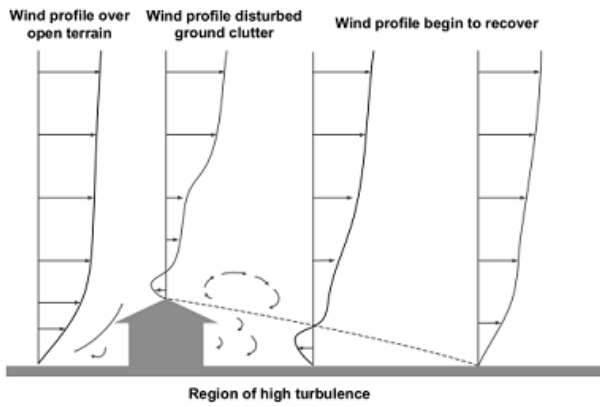 Wind profile over
open terrain
Wind profile disturbed
ground clutter
Wind profile begin to recover
Region of high turbulence